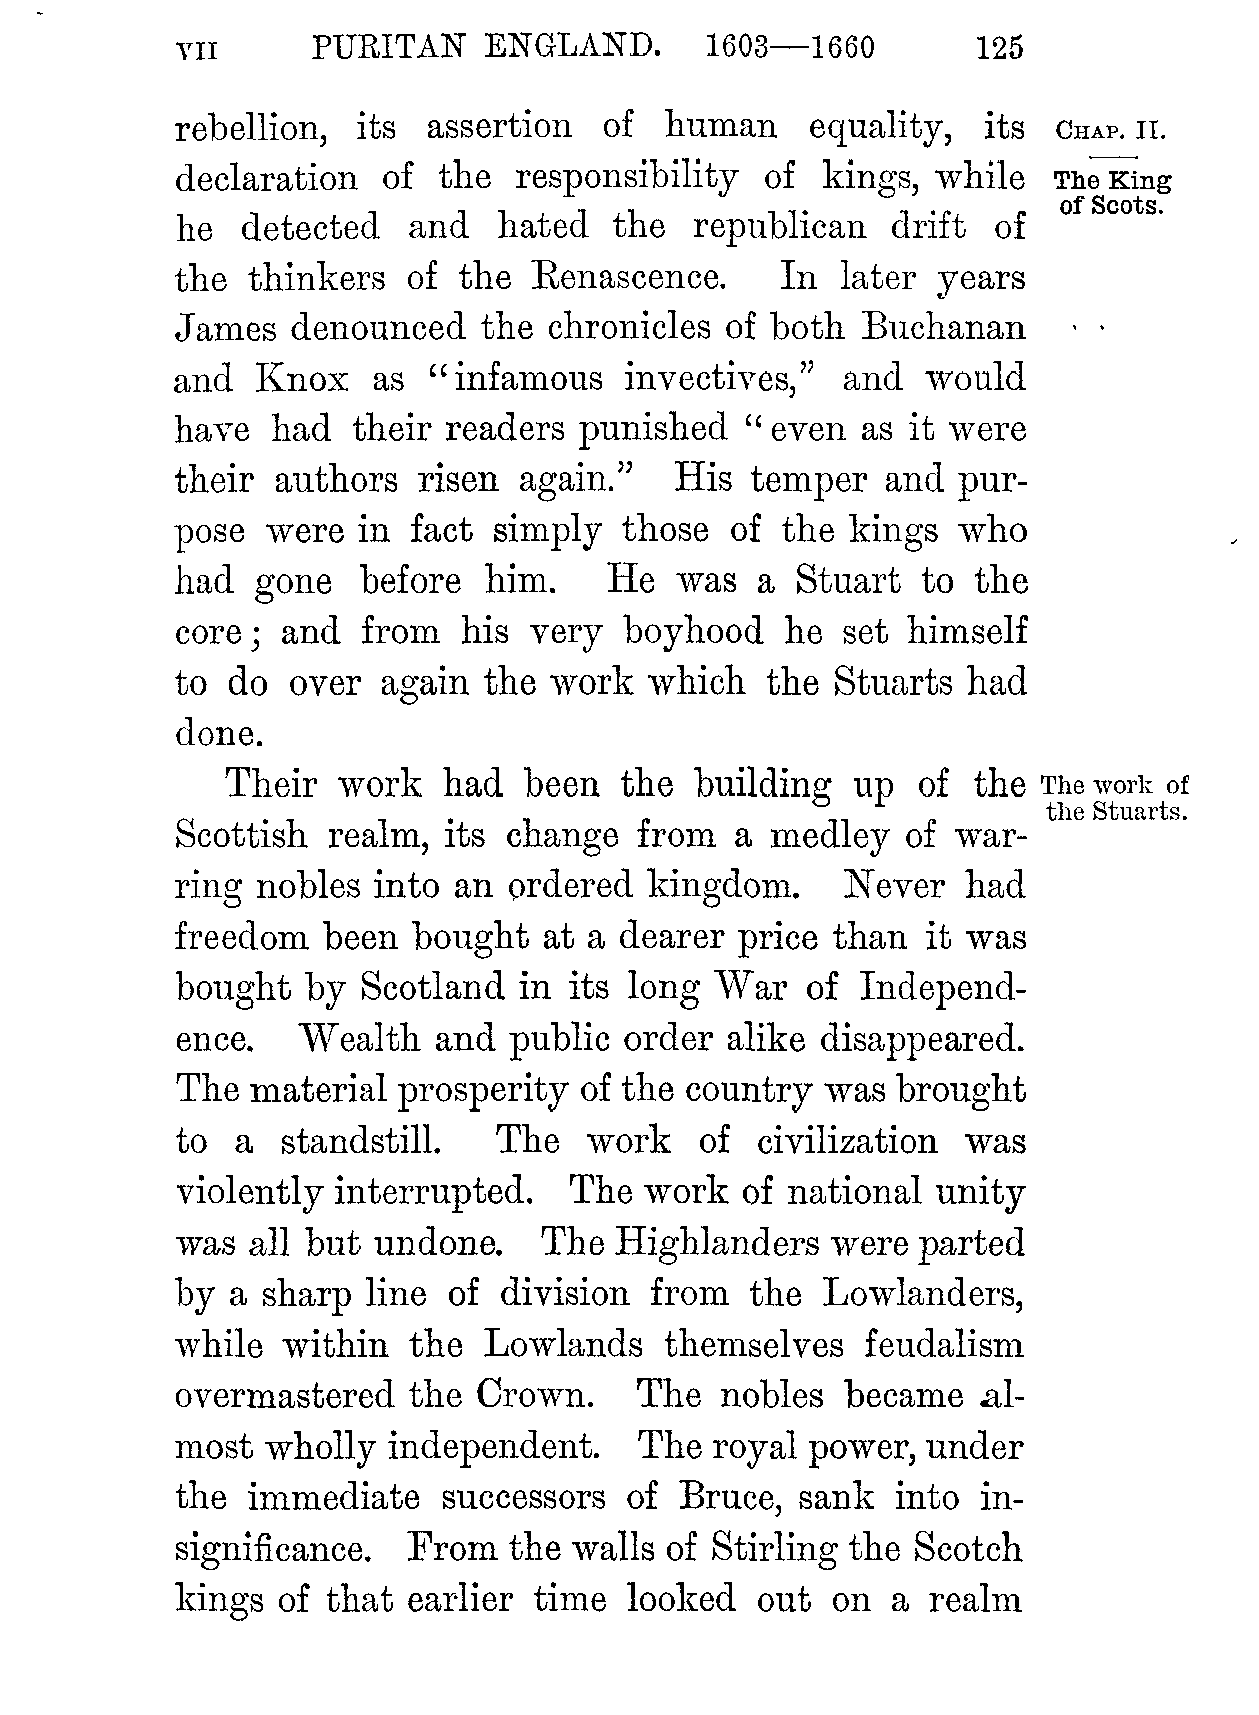 VII PURITAN ENGLAND. 1603—1660 125
CHAP. II.
The King
of Scots.
rebellion, its assertion of human equality, its
declaration of the responsibility of kings, while
he detected and hated the republican drift of
the thinkers of the Renascence. In later years
James denounced the chronicles of both Buchanan
and Knox as “infamous invectives,” and would
have had their readers punished “even as it were
their authors risen again.” His temper and pur-
pose were in fact simply those of the kings who
had gone before him. He was a Stuart to the
core; and from his very boyhood he set himself
to do over again the work which the Stuarts had
done.
The work of
the Stuarts.
Their work had been the building up of the
Scottish realm, its change from a medley of war-
ring nobles into an ordered kingdom. Never had
freedom been bought at a dearer price than it was
bought by Scotland in its long War of Independ-
ence. Wealth and public order alike disappeared.
The material prosperity of the country was brought
to a standstill. The work of civilization was
violently interrupted. The work of national unity
was all but undone. The Highlanders were parted
by a sharp line of division from the Lowlanders,
while within the Lowlands themselves feudalism
overmastered the Crown. The nobles became al-
most wholly independent. The royal power, under
the immediate successors of Bruce, sank into in-
significance. From the walls of Stirling the Scotch
kings of that earlier time looked out on a realm